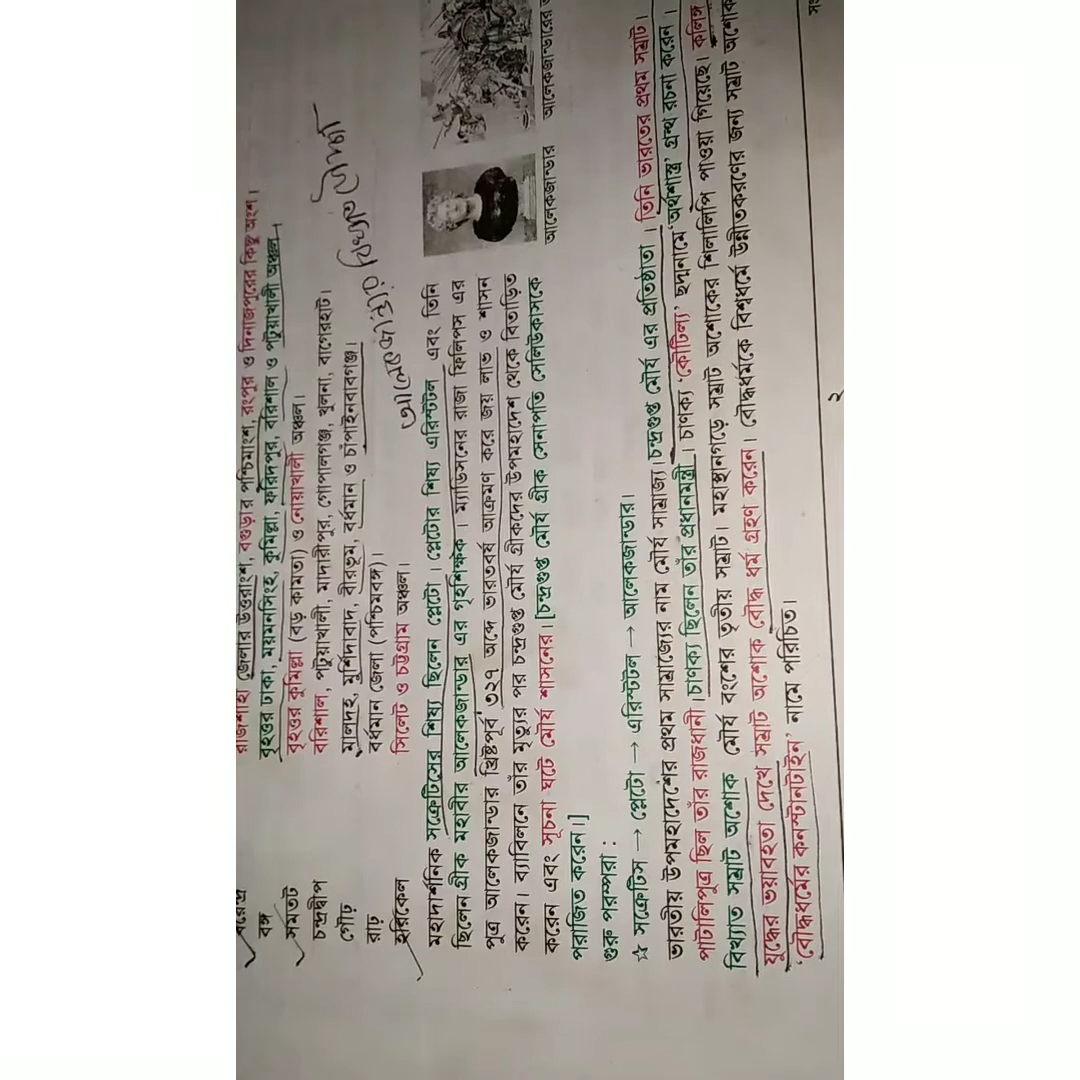 বরেন্দ্র রাজশাহী জেলার উত্তরাংশ, বগুড়ার পশ্চিমাংশ, রংপুর ও দিনাজপুরের কিছু অংশ।
বঙ্গ বৃহত্তর ঢাকা, ময়মনসিংহ, কুমিল্লা, ফরিদপুর, বরিশাল ও পটুয়াখালী অঞ্চল।
সমতট বৃহত্তর কুমিল্লা (বড় কামতা) ও নোয়াখালী অঞ্চল।
চন্দ্রদ্বীপ বরিশাল, পটুয়াখালী, মাদারীপুর, গোপালগঞ্জ, খুলনা, বাগেরহাট।
গৌড় মালদহ, মুর্শিদাবাদ, বীরভূম, বর্ধমান ও চাঁপাইনবাবগঞ্জ।
রাঢ় বর্ধমান জেলা (পশ্চিমবঙ্গ)।
হরিকেল সিলেট ও চট্টগ্রাম অঞ্চল।
আলেকজান্ডার
মহাদার্শনিক সক্রেটিসের শিষ্য ছিলেন প্লেটো। প্লেটোর শিষ্য এরিস্টটল এবং তিনি
ছিলেন গ্রীক মহাবীর আলেকজান্ডার এর গৃহশিক্ষক। ম্যাডিসনের রাজা ফিলিপস এর
পুত্র আলেকজান্ডার খ্রিষ্টপূর্ব ৩২৭ অব্দে ভারতবর্ষ আক্রমণ করে জয় লাভ ও শাসন
করেন। ব্যাবিলনে তাঁর মৃত্যুর পর চন্দ্রগুপ্ত মৌর্য গ্রীকদের উপমহাদেশ থেকে বিতাড়িত
করেন এবং সূচনা ঘটে মৌর্য শাসনের। [চন্দ্রগুপ্ত মৌর্য গ্রীক সেনাপতি সেলিউকাসকে
পরাজিত করেন।]
আলেকজান্ডার
আলেকজান্ডারের
গুরু পরম্পরা :
☆ সক্রেটিস → প্লেটো → এরিস্টটল → আলেকজান্ডার।
ভারতীয় উপমহাদেশের প্রথম সাম্রাজ্যের নাম মৌর্য সাম্রাজ্য। চন্দ্রগুপ্ত মৌর্য এর প্রতিষ্ঠাতা। তিনি ভারতের প্রথম সম্রাট।
পাটালিপুত্র ছিল তাঁর রাজধানী। চাণক্য ছিলেন তাঁর প্রধানমন্ত্রী। চাণক্য 'কৌটিল্য' ছদ্মনামে 'অর্থশাস্ত্র' গ্রন্থ রচনা করেন।
বিখ্যাত সম্রাট অশোক মৌর্য বংশের তৃতীয় সম্রাট। মহাস্থানগড়ে সম্রাট অশোকের শিলালিপি পাওয়া গিয়েছে। কলিঙ্গ
যুদ্ধের ভয়াবহতা দেখে সম্রাট অশোক বৌদ্ধ ধর্ম গ্রহণ করেন। বৌদ্ধধর্মকে বিশ্বধর্মে উন্নীতকরণের জন্য সম্রাট অশোক
'বৌদ্ধধর্মের কনস্টানটাইন' নামে পরিচিত।
২